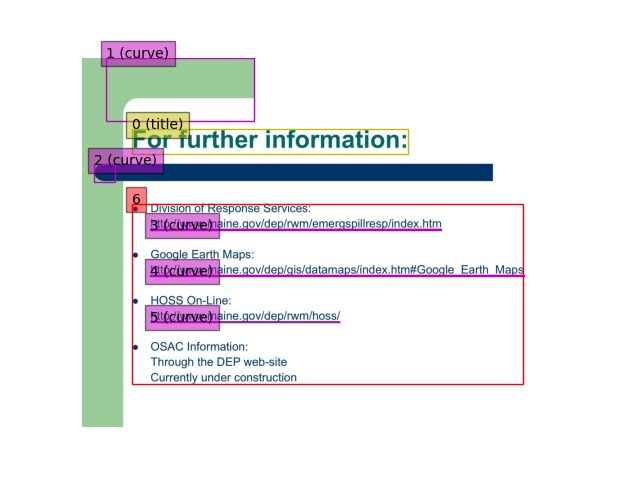 1 (curve)
0 (title)
For further information:
2 (curve)
6
Division of Response Services:
3 (curve) maine.gov/dep/rwm/emergspillresp/index.htm
Google Earth Maps:
4 (curve) maine.gov/dep/gis/datamaps/index.htm#Google_Earth_Maps
HOSS On-Line:
5 (curve) maine.gov/dep/rwm/hoss/
OSAC Information:
Through the DEP web-site
Currently under construction